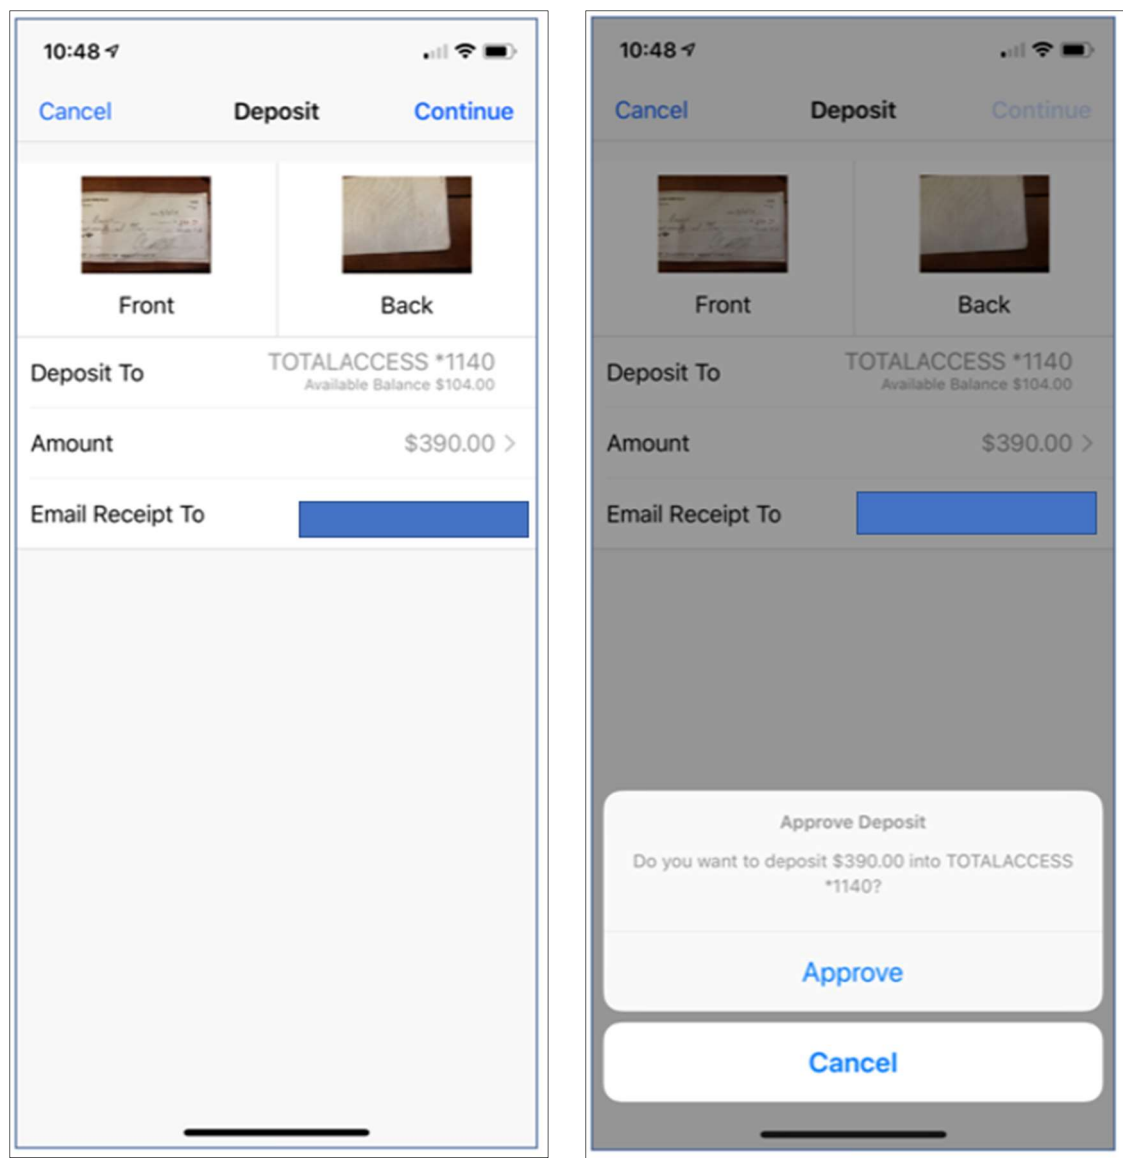 10:48
Cancel
Deposit
Continue
Front
Back
Deposit To
TOTALACCESS *1140
Available Balance $104.00
Amount
$390.00
Email Receipt To
10:48
Cancel
Deposit
Continue
Front
Back
Deposit To
TOTALACCESS *1140
Available Balance $104.00
Amount
$390.00
Email Receipt To
Approve Deposit
Do you want to deposit $390.00 into TOTALACCESS
*1140?
Approve
Cancel